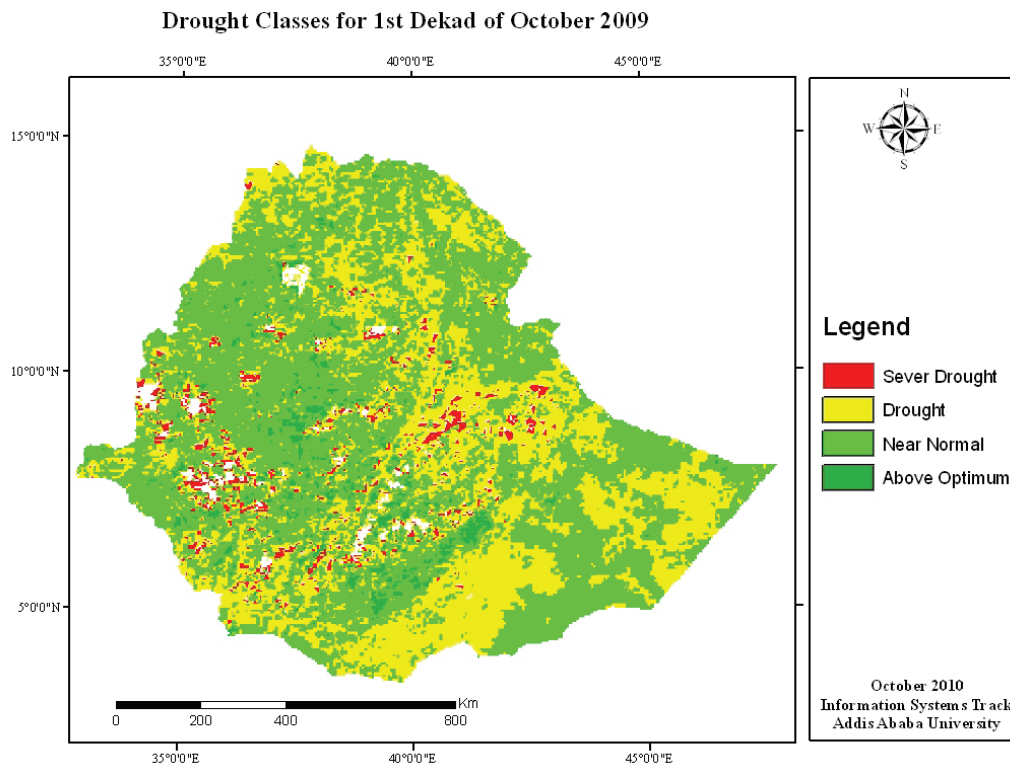 Drought Classes for 1st Dekad of October 2009
35°0'0"E 40°0'0"E 45°0'0"E
15°0'0"N
10°0'0"N
5°0'0"N
Km
0 200 400 800
35°0'0"E 40°0'0"E 45°0'0"E
N
W E
S
Legend
Sever Drought
Drought
Near Normal
Above Optimum
October 2010
Information Systems Track
Addis Ababa University